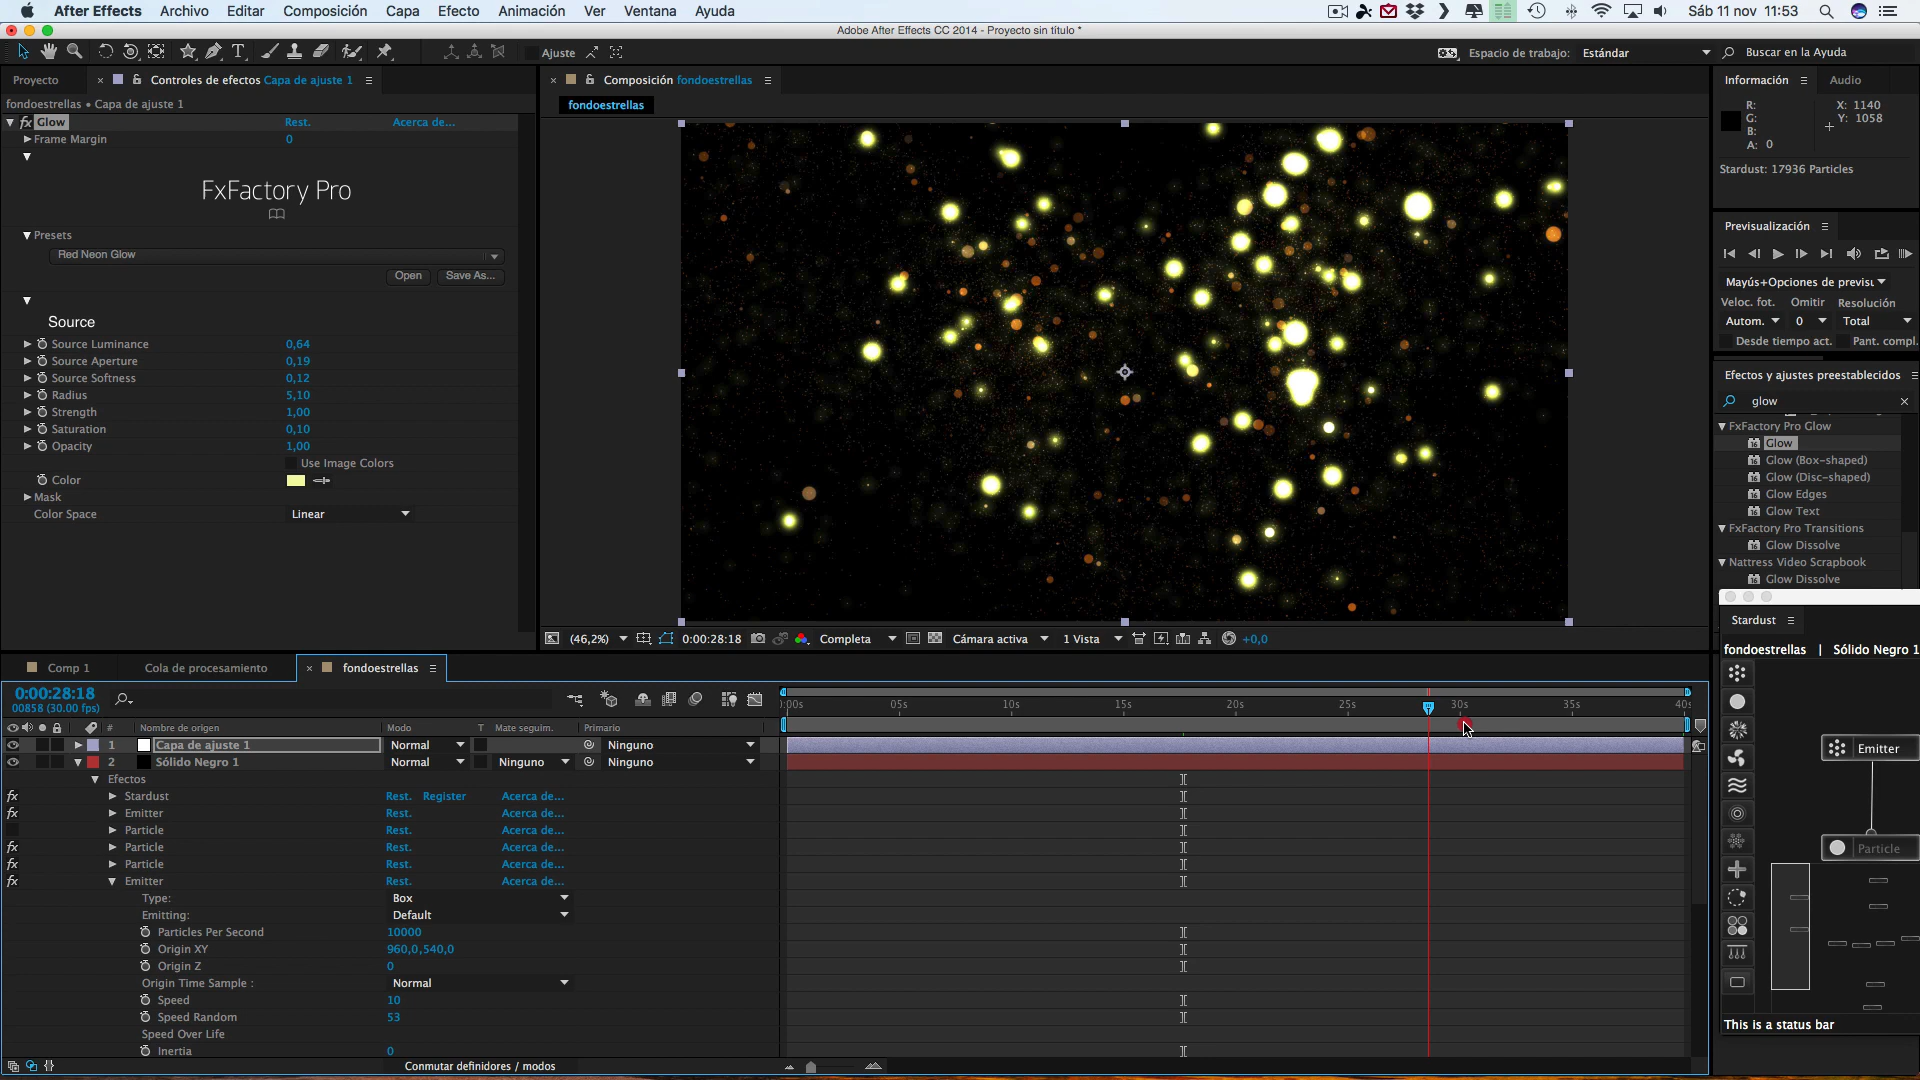 After Effects Archivo Editar Composición Capa Efecto Animación Ver Ventana Ayuda Sáb 11 nov 11:53
Adobe After Effects CC 2014 - Proyecto sin título *
Ajuste Espacio de trabajo: Estándar Buscar en la Ayuda
Proyecto × Controles de efectos Capa de ajuste 1
fondoestrellas • Capa de ajuste 1
fx Glow Rest. Acerca de...
Frame Margin 0
FxFactory Pro
Presets
Red Neon Glow
Open Save As...
Source
Source Luminance 0,64
Source Aperture 0,19
Source Softness 0,12
Radius 5,10
Strength 1,00
Saturation 0,10
Opacity 1,00
Use Image Colors
Color
Mask
Color Space Linear
× Composición fondoestrellas
fondoestrellas
(46,2%) 0:00:28:18 Completa Cámara activa 1 Vista +0,0
Información Audio
R: X: 1140
G: Y: 1058
B:
A: 0
Stardust: 17936 Particles
Previsualización
Mayús+Opciones de previsu
Veloc. fot. Omitir Resolución
Autom. 0 Total
Desde tiempo act. Pant. compl.
Efectos y ajustes preestablecidos
glow ×
FxFactory Pro Glow
Glow
Glow (Box-shaped)
Glow (Disc-shaped)
Glow Edges
Glow Text
FxFactory Pro Transitions
Glow Dissolve
Nattress Video Scrapbook
Glow Dissolve
Stardust
fondoestrellas | Sólido Negro 1
Emitter
Particle
This is a status bar
Comp 1 Cola de procesamiento × fondoestrellas
0:00:28:18
00858 (30.00 fps)
:00s 05s 10s 15s 20s 25s 30s 35s 40s
# Nombre de origen Modo T Mate seguim. Primario
1 Capa de ajuste 1 Normal Ninguno
2 Sólido Negro 1 Normal Ninguno Ninguno
Efectos
fx Stardust Rest. Register Acerca de...
fx Emitter Rest. Acerca de...
Particle Rest. Acerca de...
fx Particle Rest. Acerca de...
fx Particle Rest. Acerca de...
fx Emitter Rest. Acerca de...
Type: Box
Emitting: Default
Particles Per Second 10000
Origin XY 960,0,540,0
Origin Z 0
Origin Time Sample : Normal
Speed 10
Speed Random 53
Speed Over Life
Inertia 0
Conmutar definidores / modos